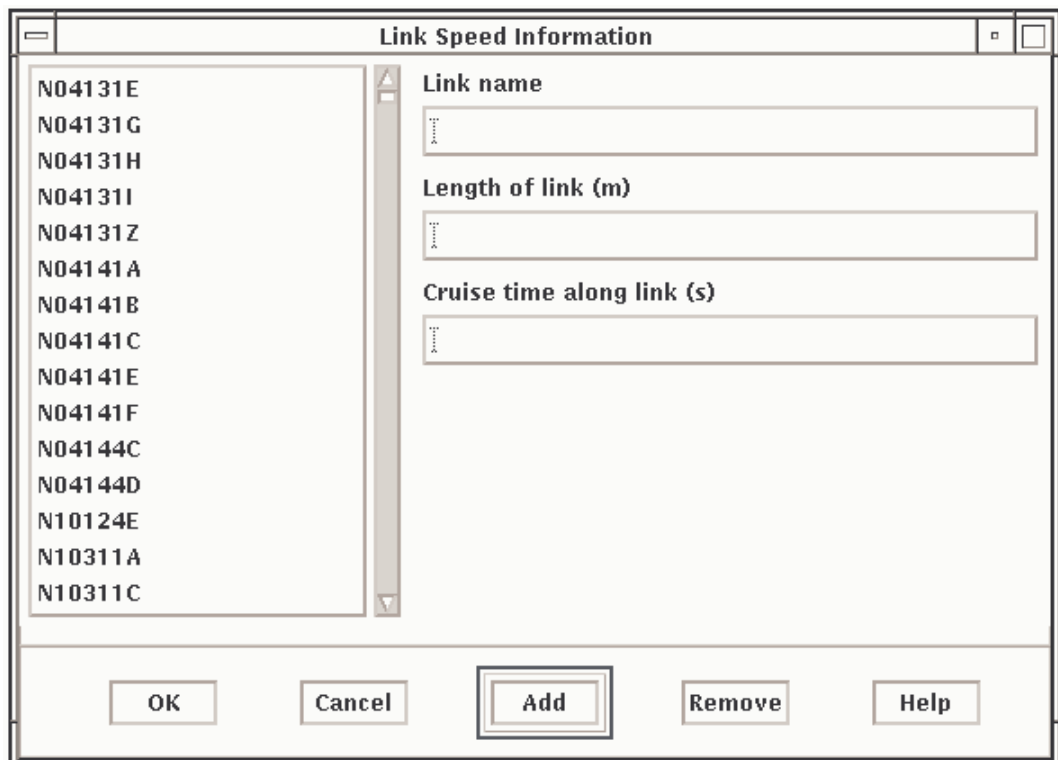 Link Speed Information
N04131E
N04131G
N04131H
N04131I
N04131Z
N04141A
N04141B
N04141C
N04141E
N04141F
N04144C
N04144D
N10124E
N10311A
N10311C
Link name
Length of link (m)
Cruise time along link (s)
OK
Cancel
Add
Remove
Help